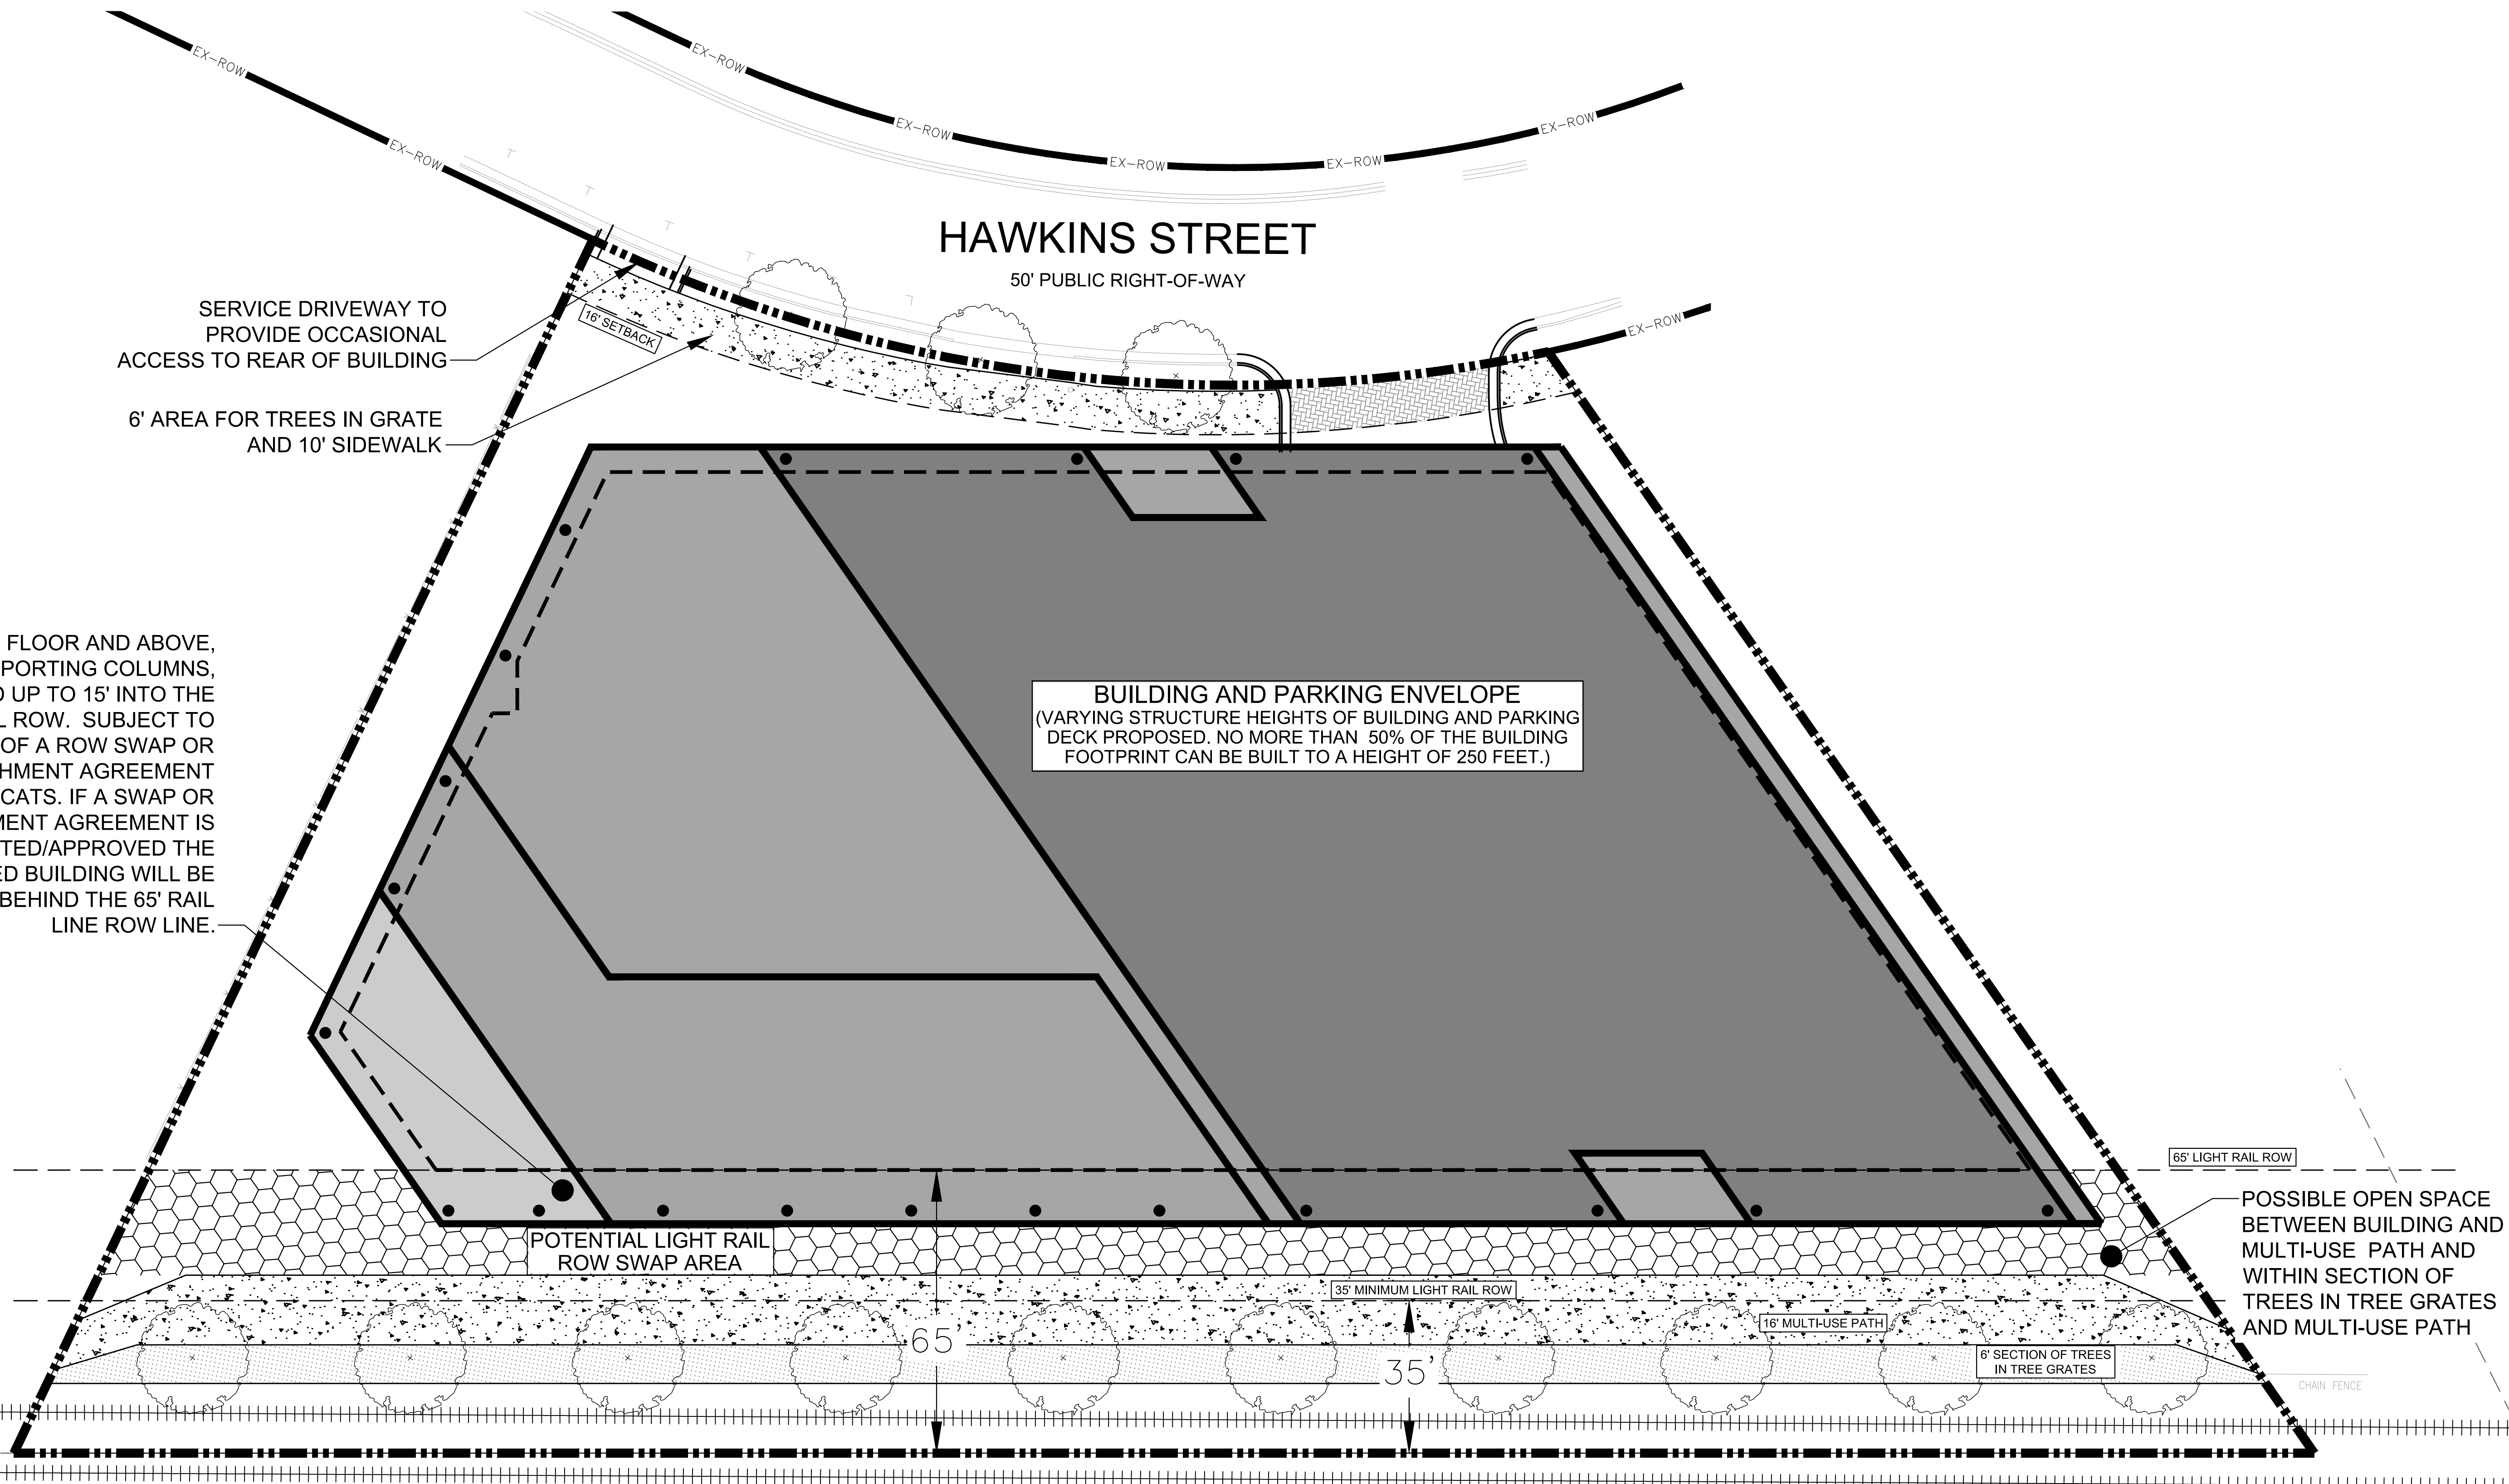 EX-ROW
EX-ROW
EX-ROW
EX-ROW
EX-ROW
EX-ROW
EX-ROW
HAWKINS STREET
50' PUBLIC RIGHT-OF-WAY
EX-ROW
SERVICE DRIVEWAY TO
PROVIDE OCCASIONAL
ACCESS TO REAR OF BUILDING
16' SETBACK
6' AREA FOR TREES IN GRATE
AND 10' SIDEWALK
FLOOR AND ABOVE,
PORTING COLUMNS,
UP TO 15' INTO THE
ROW. SUBJECT TO
OF A ROW SWAP OR
HMENT AGREEMENT
CATS. IF A SWAP OR
MENT AGREEMENT IS
TED/APPROVED THE
ED BUILDING WILL BE
BEHIND THE 65' RAIL
LINE ROW LINE.
BUILDING AND PARKING ENVELOPE
(VARYING STRUCTURE HEIGHTS OF BUILDING AND PARKING
DECK PROPOSED. NO MORE THAN 50% OF THE BUILDING
FOOTPRINT CAN BE BUILT TO A HEIGHT OF 250 FEET.)
65' LIGHT RAIL ROW
POSSIBLE OPEN SPACE
BETWEEN BUILDING AND
MULTI-USE PATH AND
WITHIN SECTION OF
TREES IN TREE GRATES
AND MULTI-USE PATH
POTENTIAL LIGHT RAIL
ROW SWAP AREA
35' MINIMUM LIGHT RAIL ROW
16' MULTI-USE PATH
65'
35'
6' SECTION OF TREES
IN TREE GRATES
CHAIN FENCE